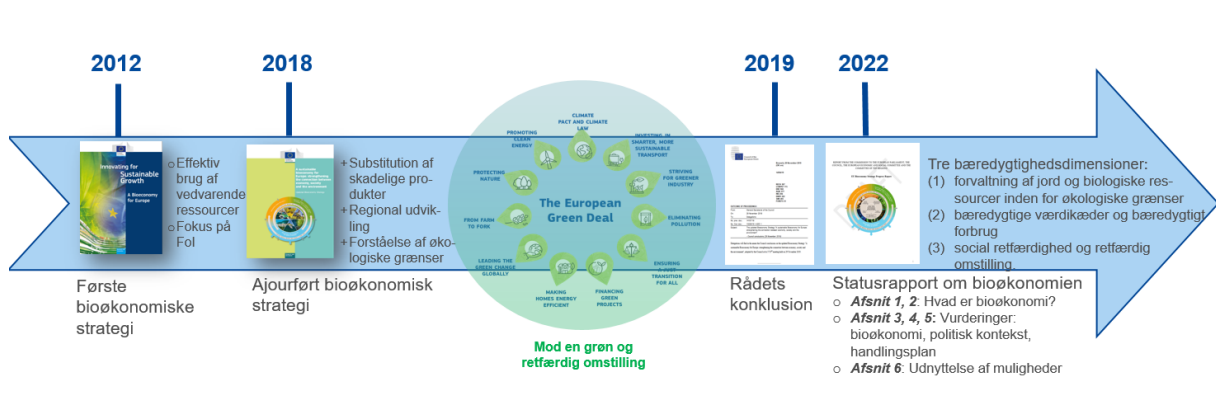 2012
2018
2019
2022
Innovating for
Sustainable
Growth
A Bioeconomy
for Europe
o Effektiv
brug af
vedvarende
ressourcer
o Fokus på
FoI
+ Substitution af
skadelige pro-
dukter
+ Regional udvik-
ling
+ Forståelse af øko-
logiske grænser
CLIMATE
PACT AND CLIMATE
LAW
PROMOTING
CLEAN
ENERGY
INVESTING IN
SMARTER, MORE
SUSTAINABLE
TRANSPORT
PROTECTING
NATURE
STRIVING
FOR GREENER
INDUSTRY
The European
Green Deal
FROM FARM
TO FORK
ELIMINATING
POLLUTION
LEADING THE
GREEN CHANGE
GLOBALLY
ENSURING
A JUST
TRANSITION
FOR ALL
MAKING
HOMES ENERGY
EFFICIENT
FINANCING
GREEN
PROJECTS
Mod en grøn og
retfærdig omstilling
Tre bæredygtighedsdimensioner:
(1) forvaltning af jord og biologiske res-
sourcer inden for økologiske grænser
(2) bæredygtige værdikæder og bæredygtigt
forbrug
(3) social retfærdighed og retfærdig
omstilling.
Første
bioøkonomiske
strategi
Ajourført bioøkonomisk
strategi
Rådets
konklusion
Statusrapport om bioøkonomien
o Afsnit 1, 2: Hvad er bioøkonomi?
o Afsnit 3, 4, 5: Vurderinger:
bioøkonomi, politisk kontekst,
handlingsplan
o Afsnit 6: Udnyttelse af muligheder